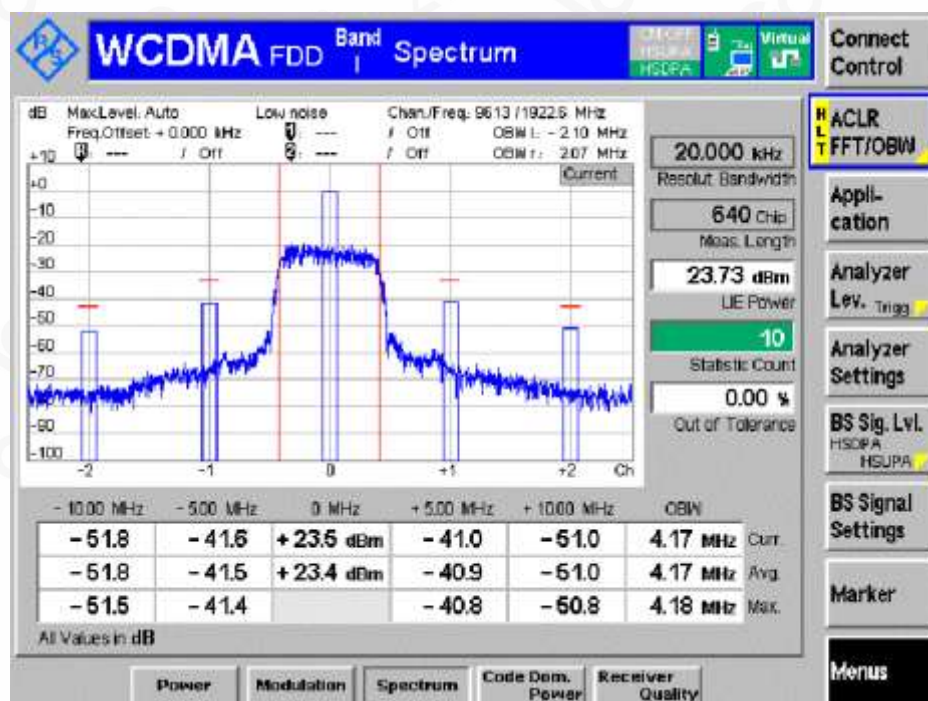 R S
WCDMA FDD Band I Spectrum
HSUPA
HSDPA
Virtual
Connect Control
dB Max.Level: Auto Low noise Chan./Freq.: 9613 / 1922.6 MHz
Freq.Offset: + 0.000 kHz 1: --- / Off OBW l: - 2.10 MHz
R: --- / Off 2: --- / Off OBW r: 2.07 MHz
Current
+10
+0
-10
-20
-30
-40
-50
-60
-70
-90
-100
-2 -1 0 +1 +2 Ch
20.000 kHz
Resolut. Bandwidth
640 Chip
Meas. Length
23.73 dBm
UE Power
10
Statistic Count
0.00 %
Out of Tolerance
HLT
ACLR FFT/OBW
Appli-
cation
Analyzer
Lev. Trigg
Analyzer
Settings
BS Sig. Lvl.
HSDPA
HSUPA
BS Signal
Settings
Marker
Menus
- 10.00 MHz - 5.00 MHz 0 MHz + 5.00 MHz + 10.00 MHz OBW
- 51.8 - 41.6 + 23.5 dBm - 41.0 - 51.0 4.17 MHz Curr.
- 51.8 - 41.5 + 23.4 dBm - 40.9 - 51.0 4.17 MHz Avg.
- 51.5 - 41.4 - 40.8 - 50.8 4.18 MHz Max.
All Values in dB
Power Modulation Spectrum Code Dom. Power Receiver Quality